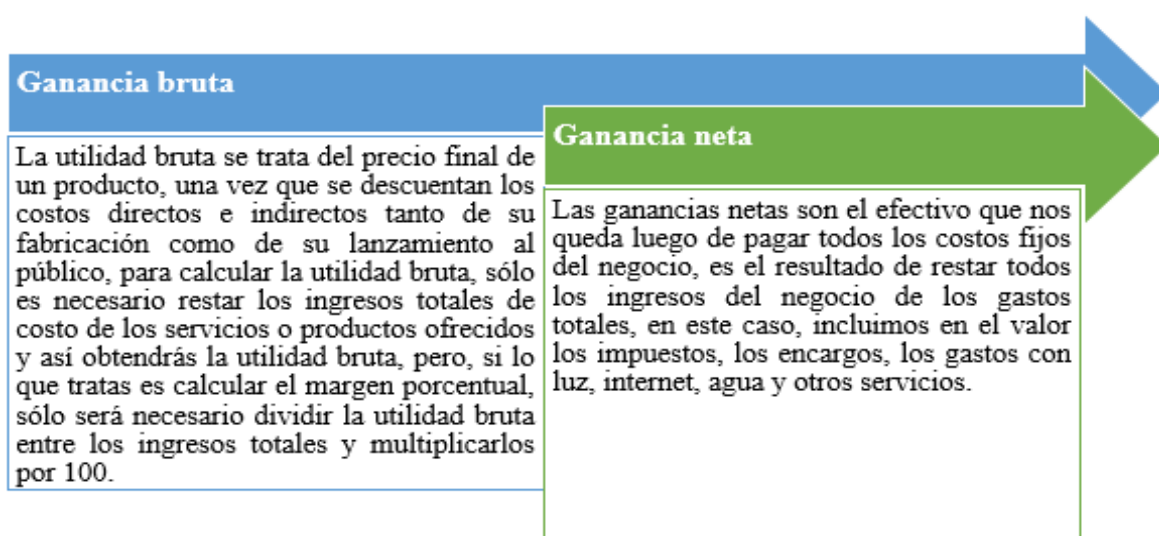 Ganancia bruta
La utilidad bruta se trata del precio final de
un producto, una vez que se descuentan los
costos directos e indirectos tanto de su
fabricación como de su lanzamiento al
público, para calcular la utilidad bruta, sólo
es necesario restar los ingresos totales de
costo de los servicios o productos ofrecidos
y así obtendrás la utilidad bruta, pero, si lo
que tratas es calcular el margen porcentual,
sólo será necesario dividir la utilidad bruta
entre los ingresos totales y multiplicarlos
por 100.
Ganancia neta
Las ganancias netas son el efectivo que nos
queda luego de pagar todos los costos fijos
del negocio, es el resultado de restar todos
los ingresos del negocio de los gastos
totales, en este caso, incluimos en el valor
los impuestos, los encargos, los gastos con
luz, internet, agua y otros servicios.